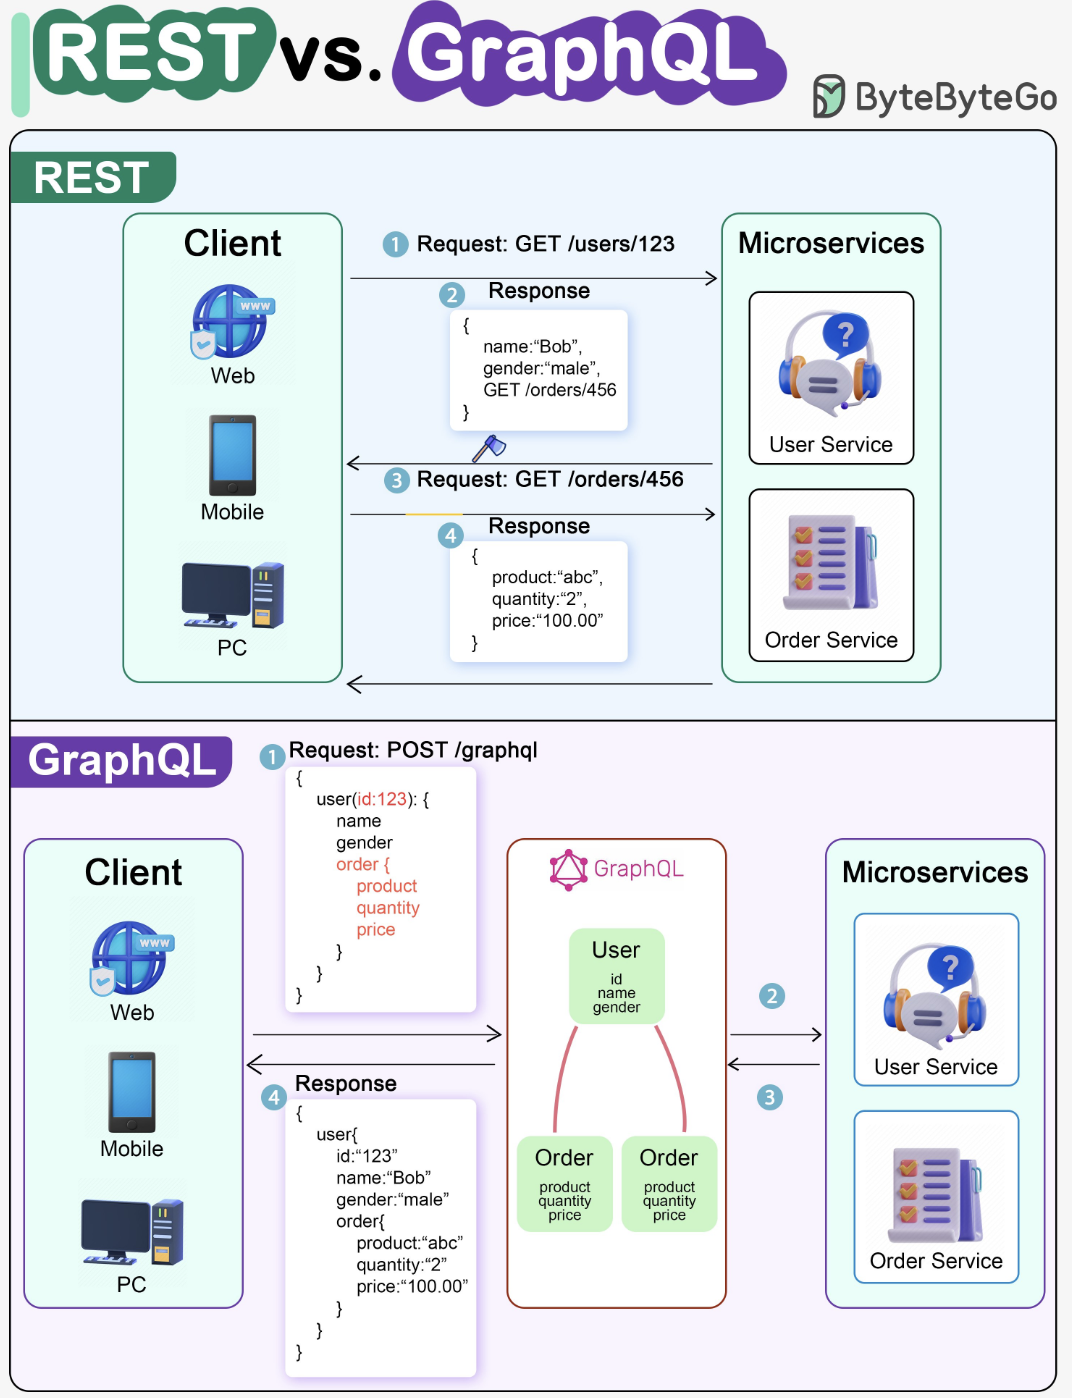 REST vs. GraphQL
ByteByteGo
REST
Client
WWW
Web
Mobile
PC
1 Request: GET /users/123
2 Response
{
name:“Bob”,
gender:“male”,
GET /orders/456
}
3 Request: GET /orders/456
4 Response
{
product:“abc”,
quantity:“2”,
price:“100.00”
}
Microservices
?
User Service
Order Service
GraphQL
1 Request: POST /graphql
{
user(id:123): {
name
gender
order {
product
quantity
price
}
}
}
Client
WWW
Web
Mobile
PC
4 Response
{
user{
id:“123”
name:“Bob”
gender:“male”
order{
product:“abc”
quantity:“2”
price:“100.00”
}
}
}
GraphQL
User
id
name
gender
Order
product
quantity
price
Order
product
quantity
price
2
3
Microservices
?
User Service
Order Service